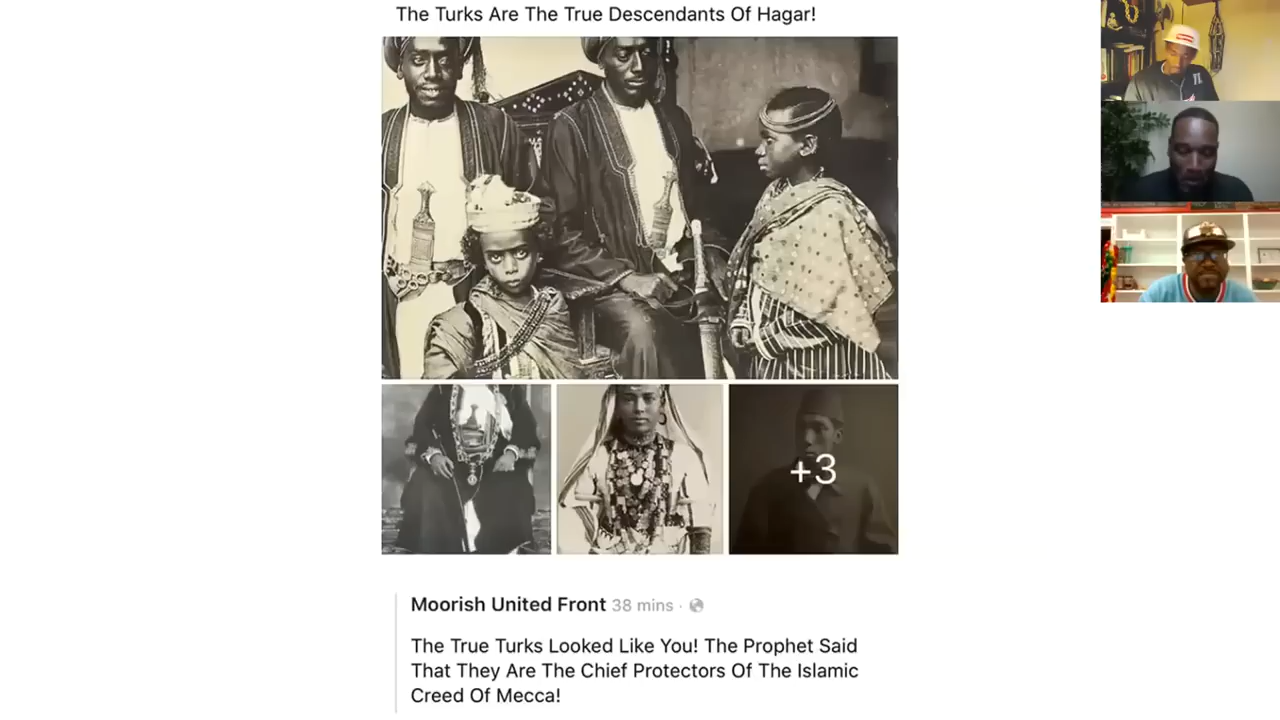 The Turks Are The True Descendants Of Hagar!
+3
Moorish United Front 38 mins ·
The True Turks Looked Like You! The Prophet Said
That They Are The Chief Protectors Of The Islamic
Creed Of Mecca!